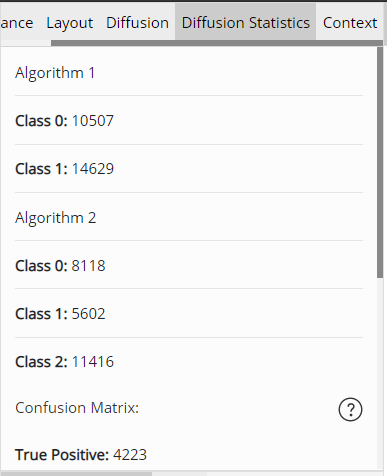 ance Layout Diffusion Diffusion Statistics Context
Algorithm 1
Class 0: 10507
Class 1: 14629
Algorithm 2
Class 0: 8118
Class 1: 5602
Class 2: 11416
Confusion Matrix: ?
True Positive: 4223